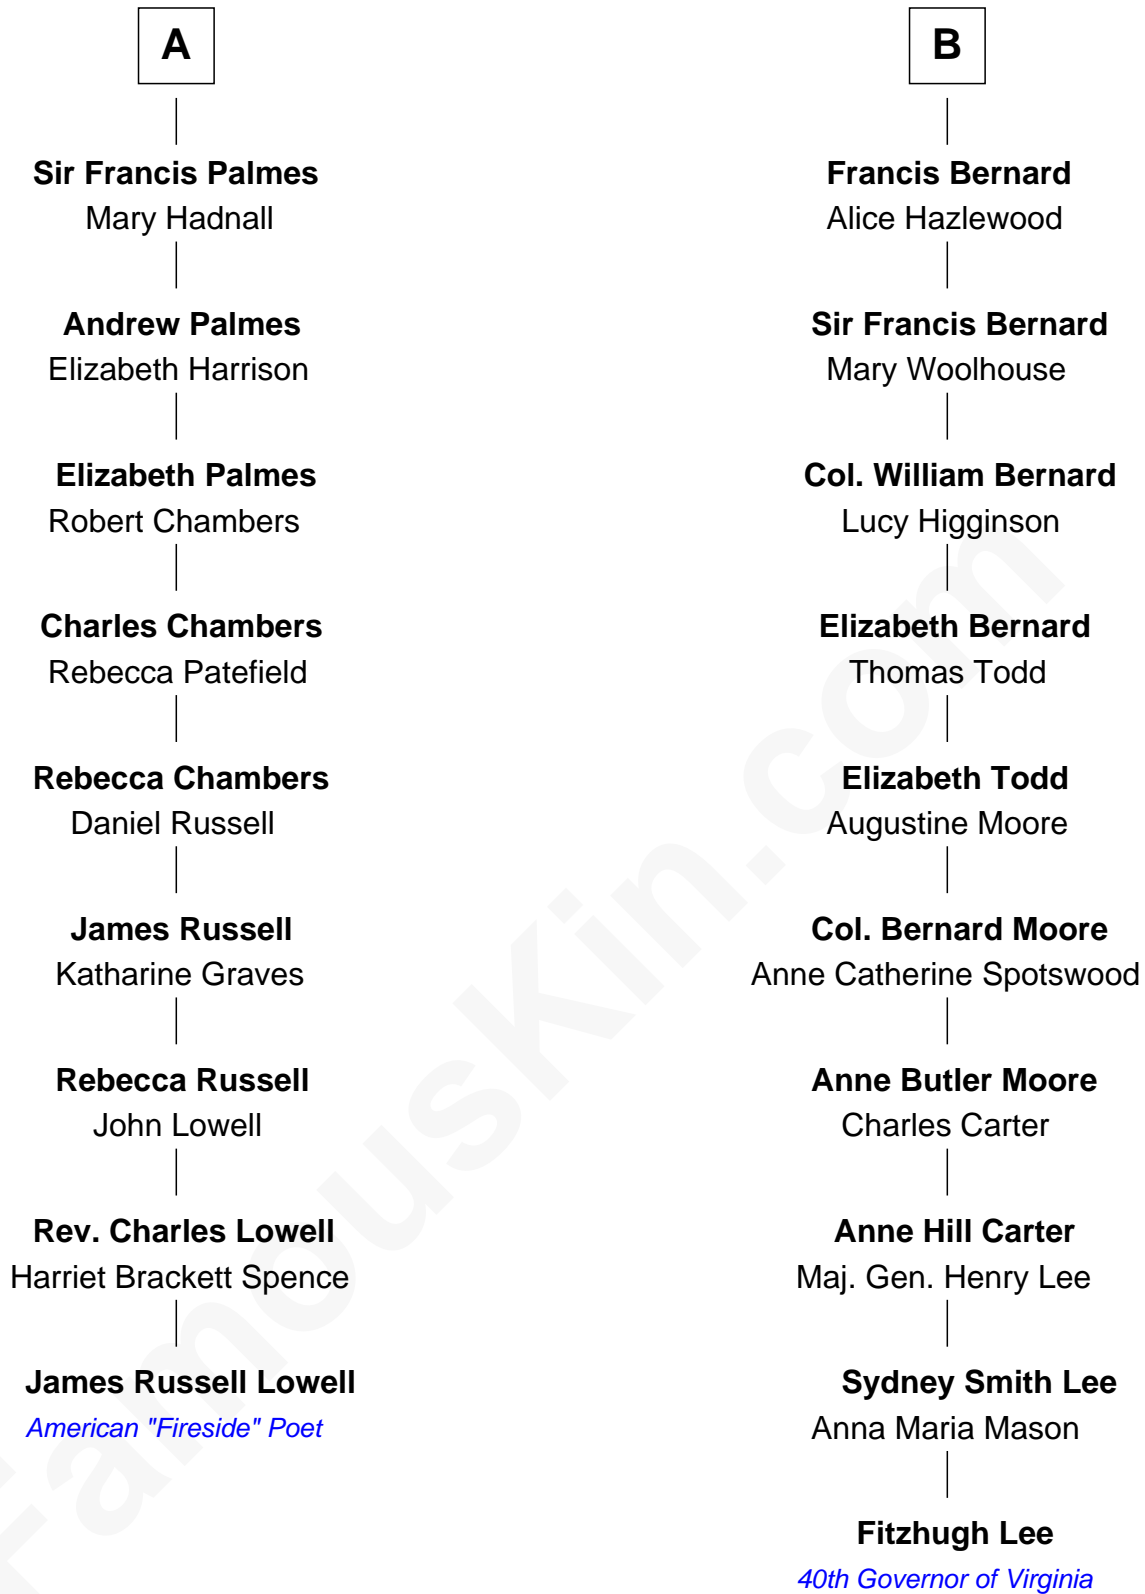 A
Sir Francis Palmes
Mary Hadnall
Andrew Palmes
Elizabeth Harrison
Elizabeth Palmes
Robert Chambers
Charles Chambers
Rebecca Patefield
Rebecca Chambers
Daniel Russell
James Russell
Katharine Graves
Rebecca Russell
John Lowell
Rev. Charles Lowell
Harriet Brackett Spence
James Russell Lowell
American "Fireside" Poet
B
Francis Bernard
Alice Hazlewood
Sir Francis Bernard
Mary Woolhouse
Col. William Bernard
Lucy Higginson
Elizabeth Bernard
Thomas Todd
Elizabeth Todd
Augustine Moore
Col. Bernard Moore
Anne Catherine Spotswood
Anne Butler Moore
Charles Carter
Anne Hill Carter
Maj. Gen. Henry Lee
Sydney Smith Lee
Anna Maria Mason
Fitzhugh Lee
40th Governor of Virginia
FamousKin.com